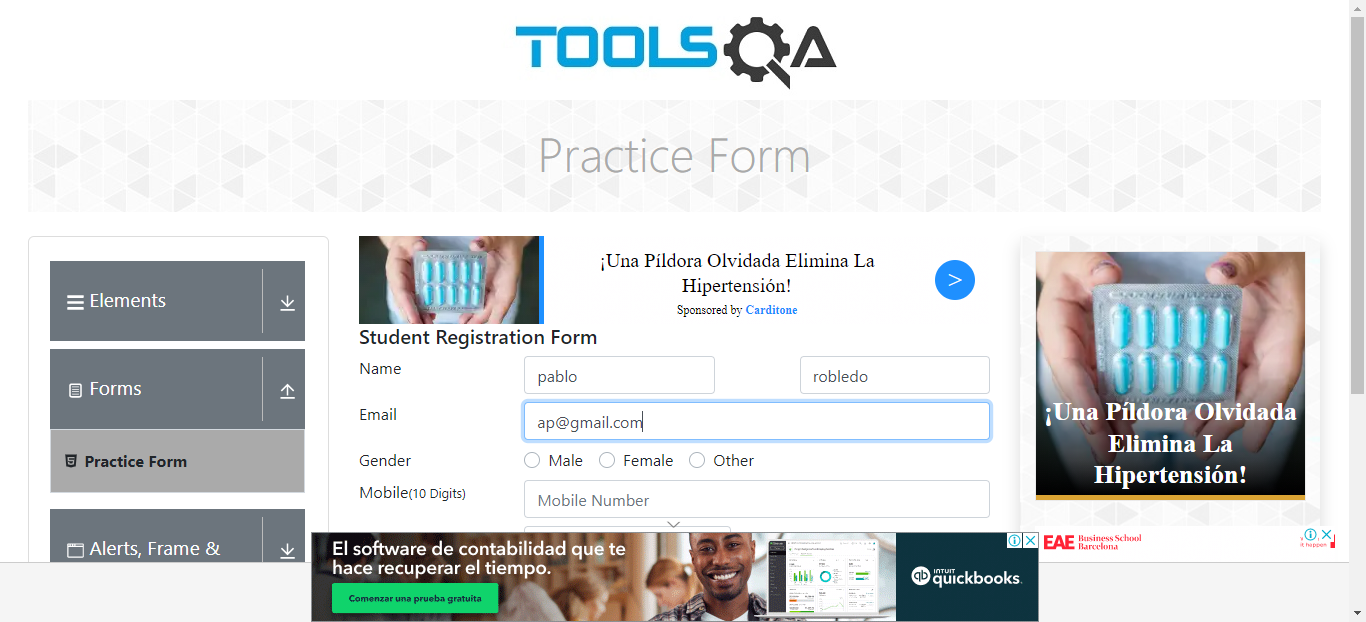 TOOLSQA
Practice Form
Elements
Forms
Practice Form
Alerts, Frame &
¡Una Píldora Olvidada Elimina La
Hipertensión!
Sponsored by Carditone
>
Student Registration Form
Name
pablo
robledo
Email
ap@gmail.com
Gender
Male
Female
Other
Mobile(10 Digits)
Mobile Number
¡Una Píldora Olvidada
Elimina La
Hipertensión!
El software de contabilidad que te
hace recuperar el tiempo.
Comenzar una prueba gratuita
INTUIT
quickbooks.
EAE Business School
Barcelona
it happen